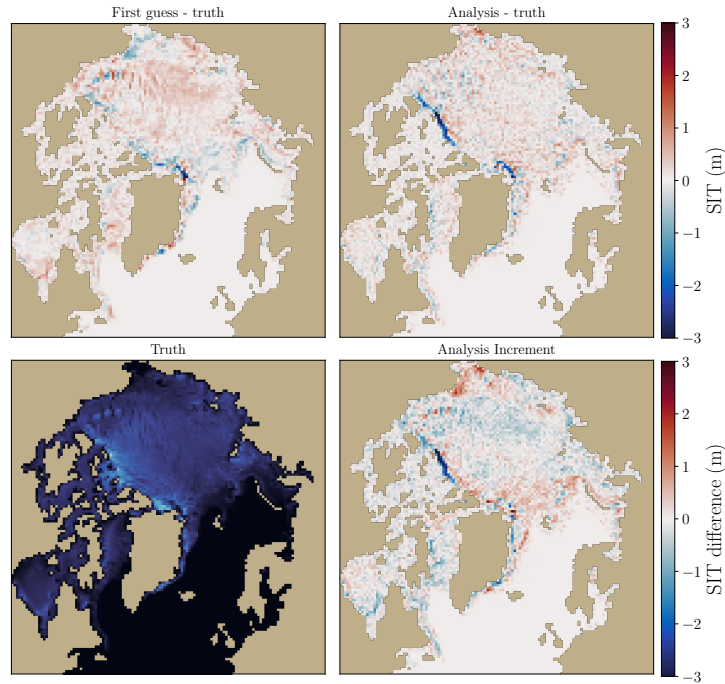 First guess - truth
Analysis - truth
3
2
1
0
−1
−2
−3
SIT (m)
Truth
Analysis Increment
3
2
1
0
−1
−2
−3
SIT difference (m)